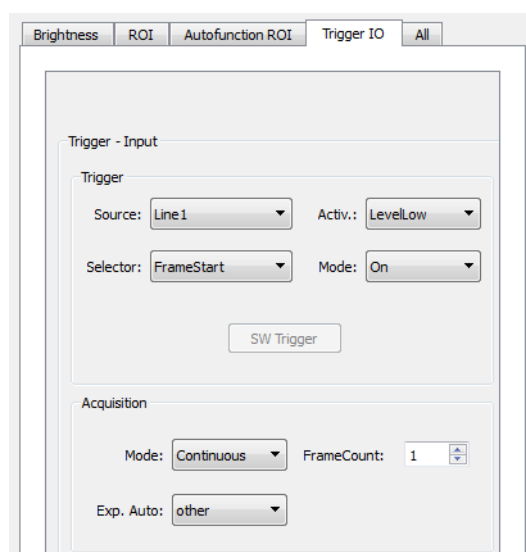 Brightness ROI Autofunction ROI Trigger IO All
Trigger - Input
Trigger
Source: Line1 Activ.: LevelLow
Selector: FrameStart Mode: On
SW Trigger
Acquisition
Mode: Continuous FrameCount: 1
Exp. Auto: other